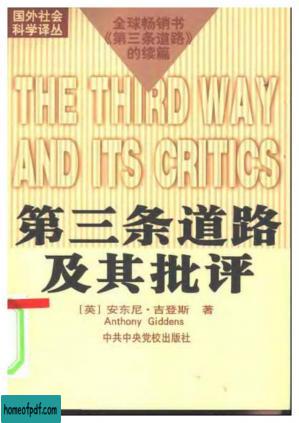 国外社会
科学译丛
全球畅销书
《第三条道路》
的续篇
THE THIRD WAY
AND ITS CRITICS
第三条道路
及其批评
[英] 安东尼·吉登斯 著
Anthony Giddens
中共中央党校出版社
homeofpdf.com